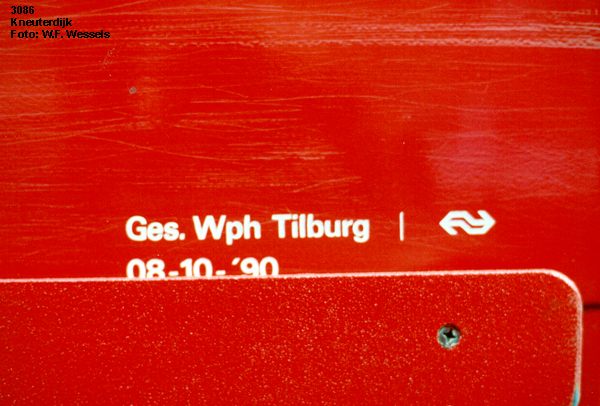 3086
Kneuterdijk
Foto: W.F. Wessels
Ges. Wph Tilburg |
08-10-'90